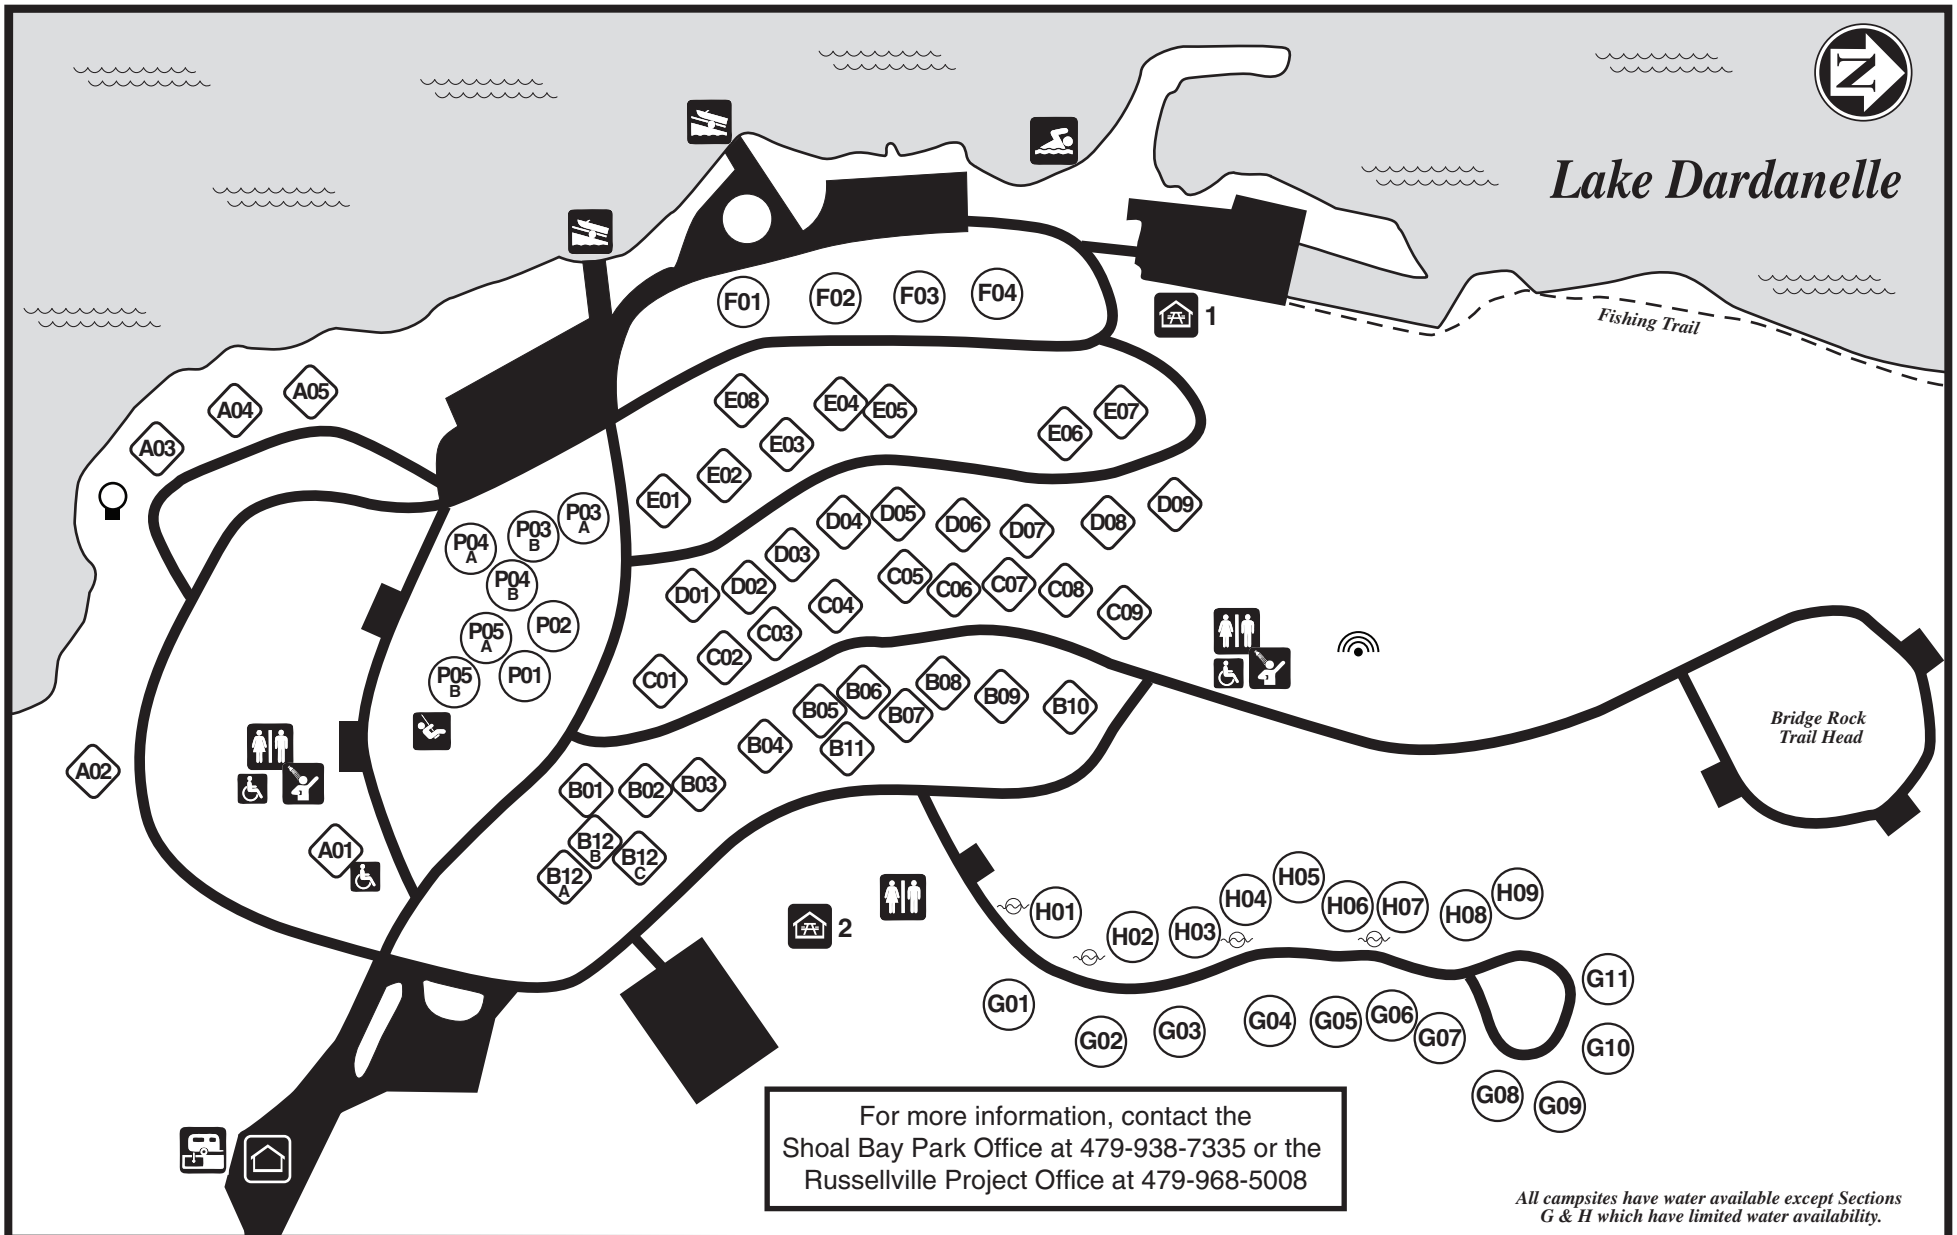 N
Lake Dardanelle
Fishing Trail
1
F01
F02
F03
F04
A03
A04
A05
E08
E04
E05
E07
E06
E03
E02
E01
D09
D08
D07
D06
D05
D04
D03
D02
D01
P03
A
P03
B
P04
A
P04
B
P05
A
P02
P05
B
P01
C01
C02
C03
C04
C05
C06
C07
C08
C09
B10
B09
B08
B07
B06
B05
B11
B04
B03
B02
B01
B12
B
B12
C
B12
A
A02
A01
Bridge Rock
Trail Head
2
H01
H02
H03
H04
H05
H06
H07
H08
H09
G01
G02
G03
G04
G05
G06
G07
G08
G09
G10
G11
For more information, contact the
Shoal Bay Park Office at 479-938-7335 or the
Russellville Project Office at 479-968-5008
All campsites have water available except Sections
G & H which have limited water availability.